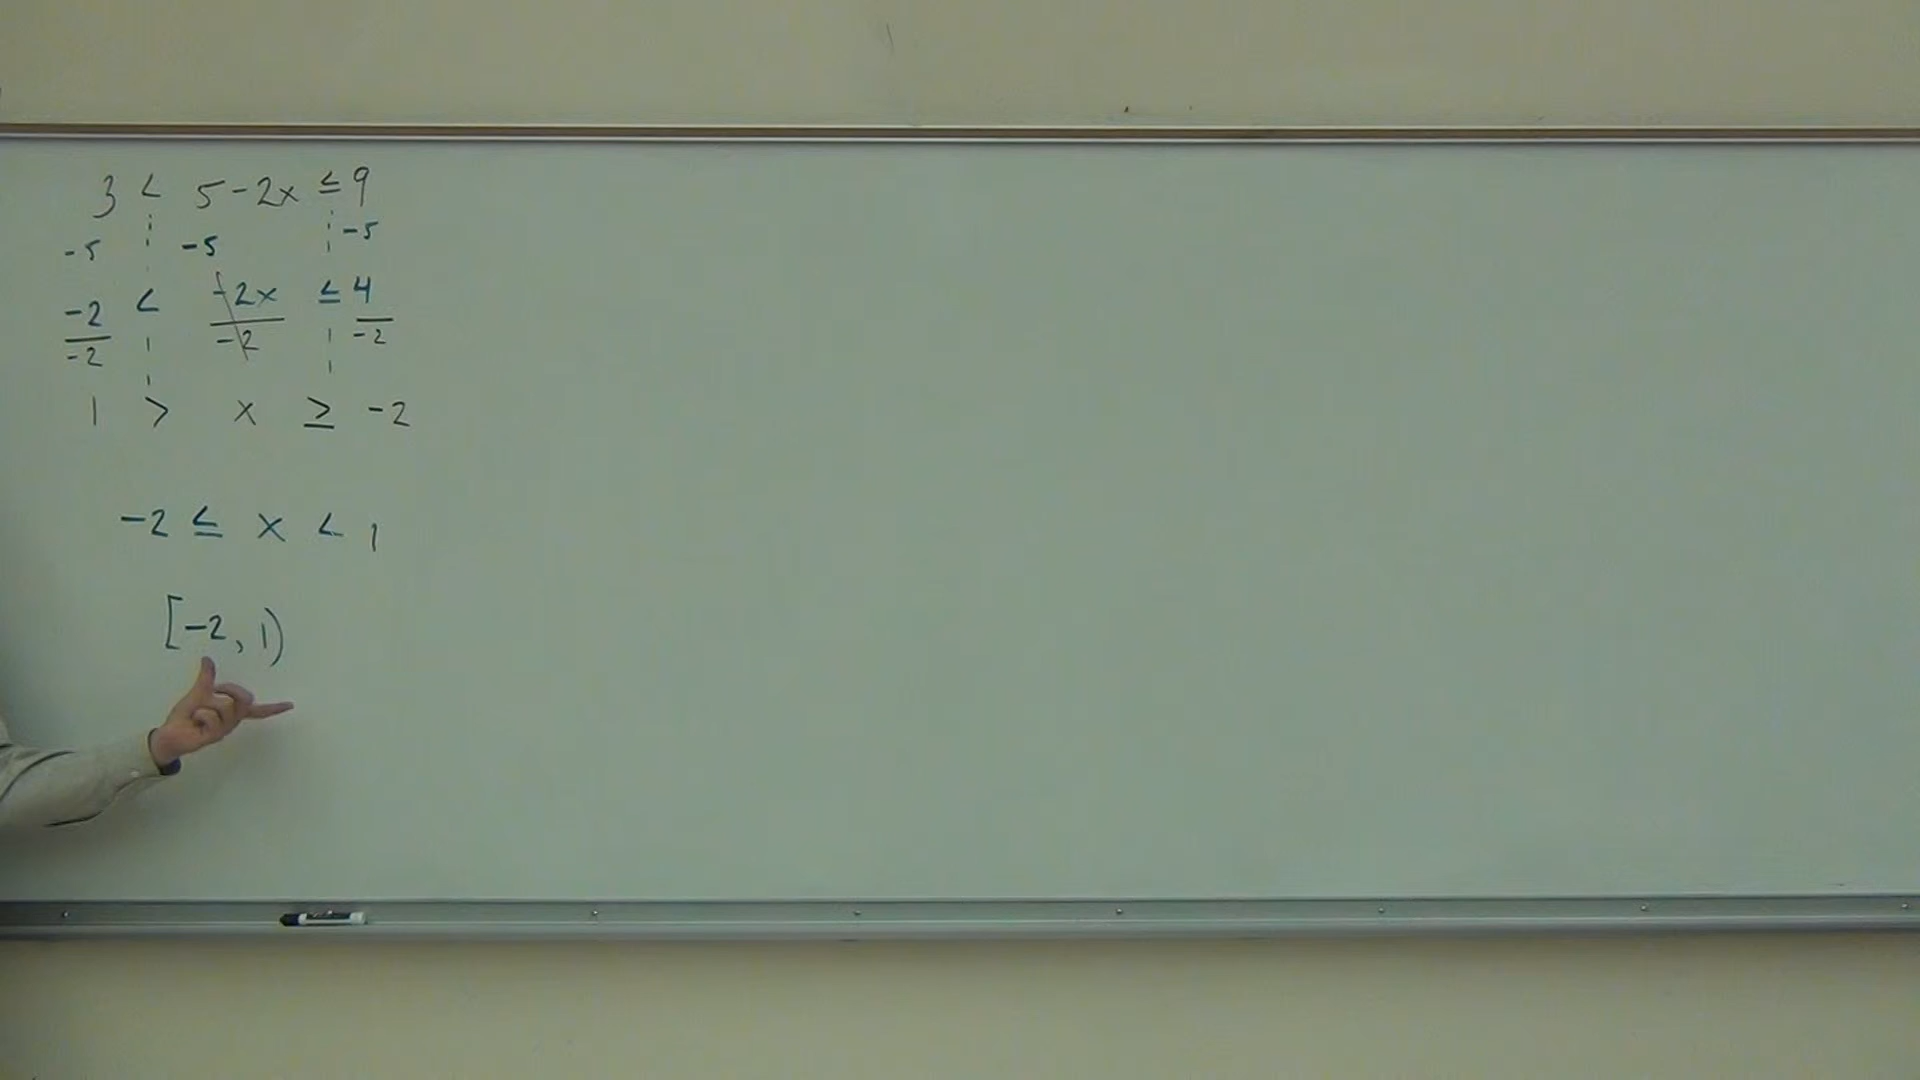 3 < 5-2x ≤ 9
-5 -5 -5
-2 < -2x ≤ 4
-2 -2 -2
1 > x ≥ -2
-2 ≤ x < 1
[-2, 1)